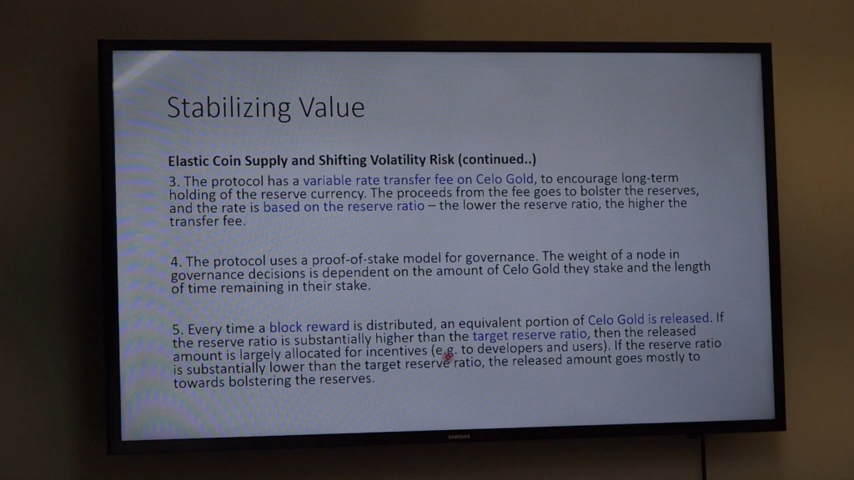 Stabilizing Value
Elastic Coin Supply and Shifting Volatility Risk (continued..)
3. The protocol has a variable rate transfer fee on Celo Gold, to encourage long-term
holding of the reserve currency. The proceeds from the fee goes to bolster the reserves,
and the rate is based on the reserve ratio – the lower the reserve ratio, the higher the
transfer fee.
4. The protocol uses a proof-of-stake model for governance. The weight of a node in
governance decisions is dependent on the amount of Celo Gold they stake and the length
of time remaining in their stake.
5. Every time a block reward is distributed, an equivalent portion of Celo Gold is released. If
the reserve ratio is substantially higher than the target reserve ratio, then the released
amount is largely allocated for incentives (e.g. to developers and users). If the reserve ratio
is substantially lower than the target reserve ratio, the released amount goes mostly to
towards bolstering the reserves.
SAMSUNG